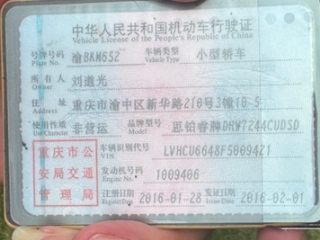 中华人民共和国机动车行驶证
Vehicle License of the People's Republic of China
号牌号码 渝BKM652 车辆类型 小型轿车
Plate No. Vehicle Type
所有人 刘道光
Owner
住址 重庆市渝中区新华路210号3幢10-5
Address
使用性质 非营运 品牌型号 思铂睿牌DHW7244CUDSD
Use Character Model
重庆市公 车辆识别代号 LVHCU6648F5009421
安局交通 VIN
管理局 发动机号码 1009406
Engine No.
注册日期 2016-01-28 发证日期 2016-02-01
Register Date Issue Date